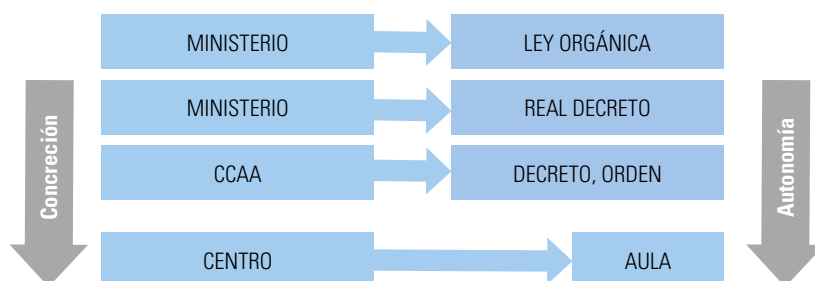 MINISTERIO
LEY ORGÁNICA
MINISTERIO
REAL DECRETO
CCAA
DECRETO, ORDEN
CENTRO
AULA
Concreción
Autonomía